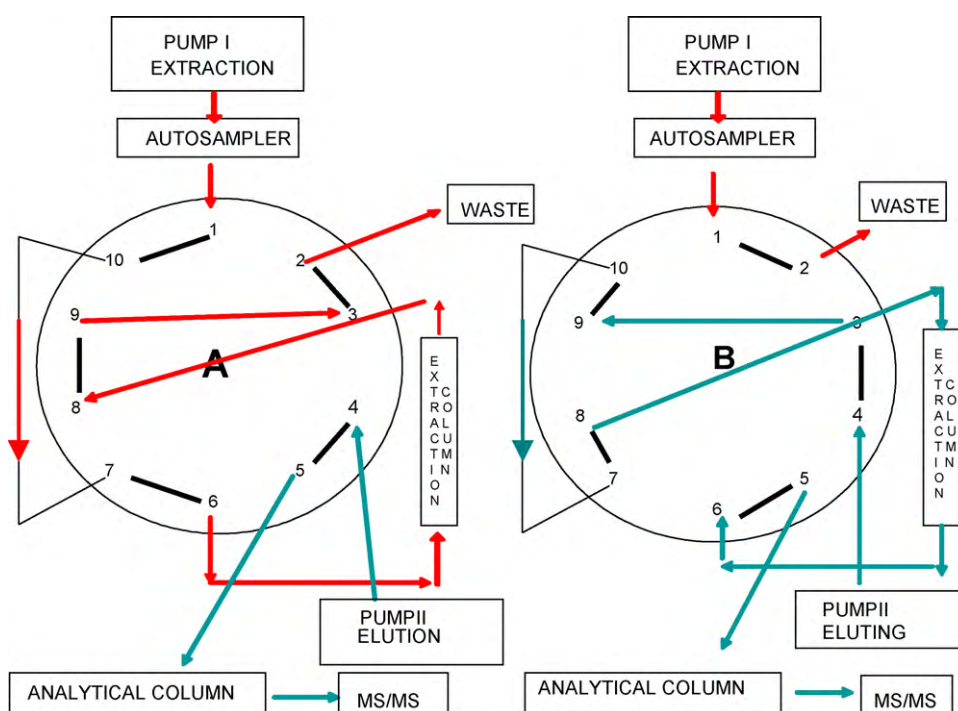 PUMP I
EXTRACTION
AUTOSAMPLER
WASTE
1
2
3
4
5
6
7
8
9
10
A
EXTRACTION
COLUMN
PUMPII
ELUTION
ANALYTICAL COLUMN
MS/MS
PUMP I
EXTRACTION
AUTOSAMPLER
WASTE
1
2
3
4
5
6
7
8
9
10
B
EXTRACTION
COLUMN
PUMPII
ELUTING
ANALYTICAL COLUMN
MS/MS